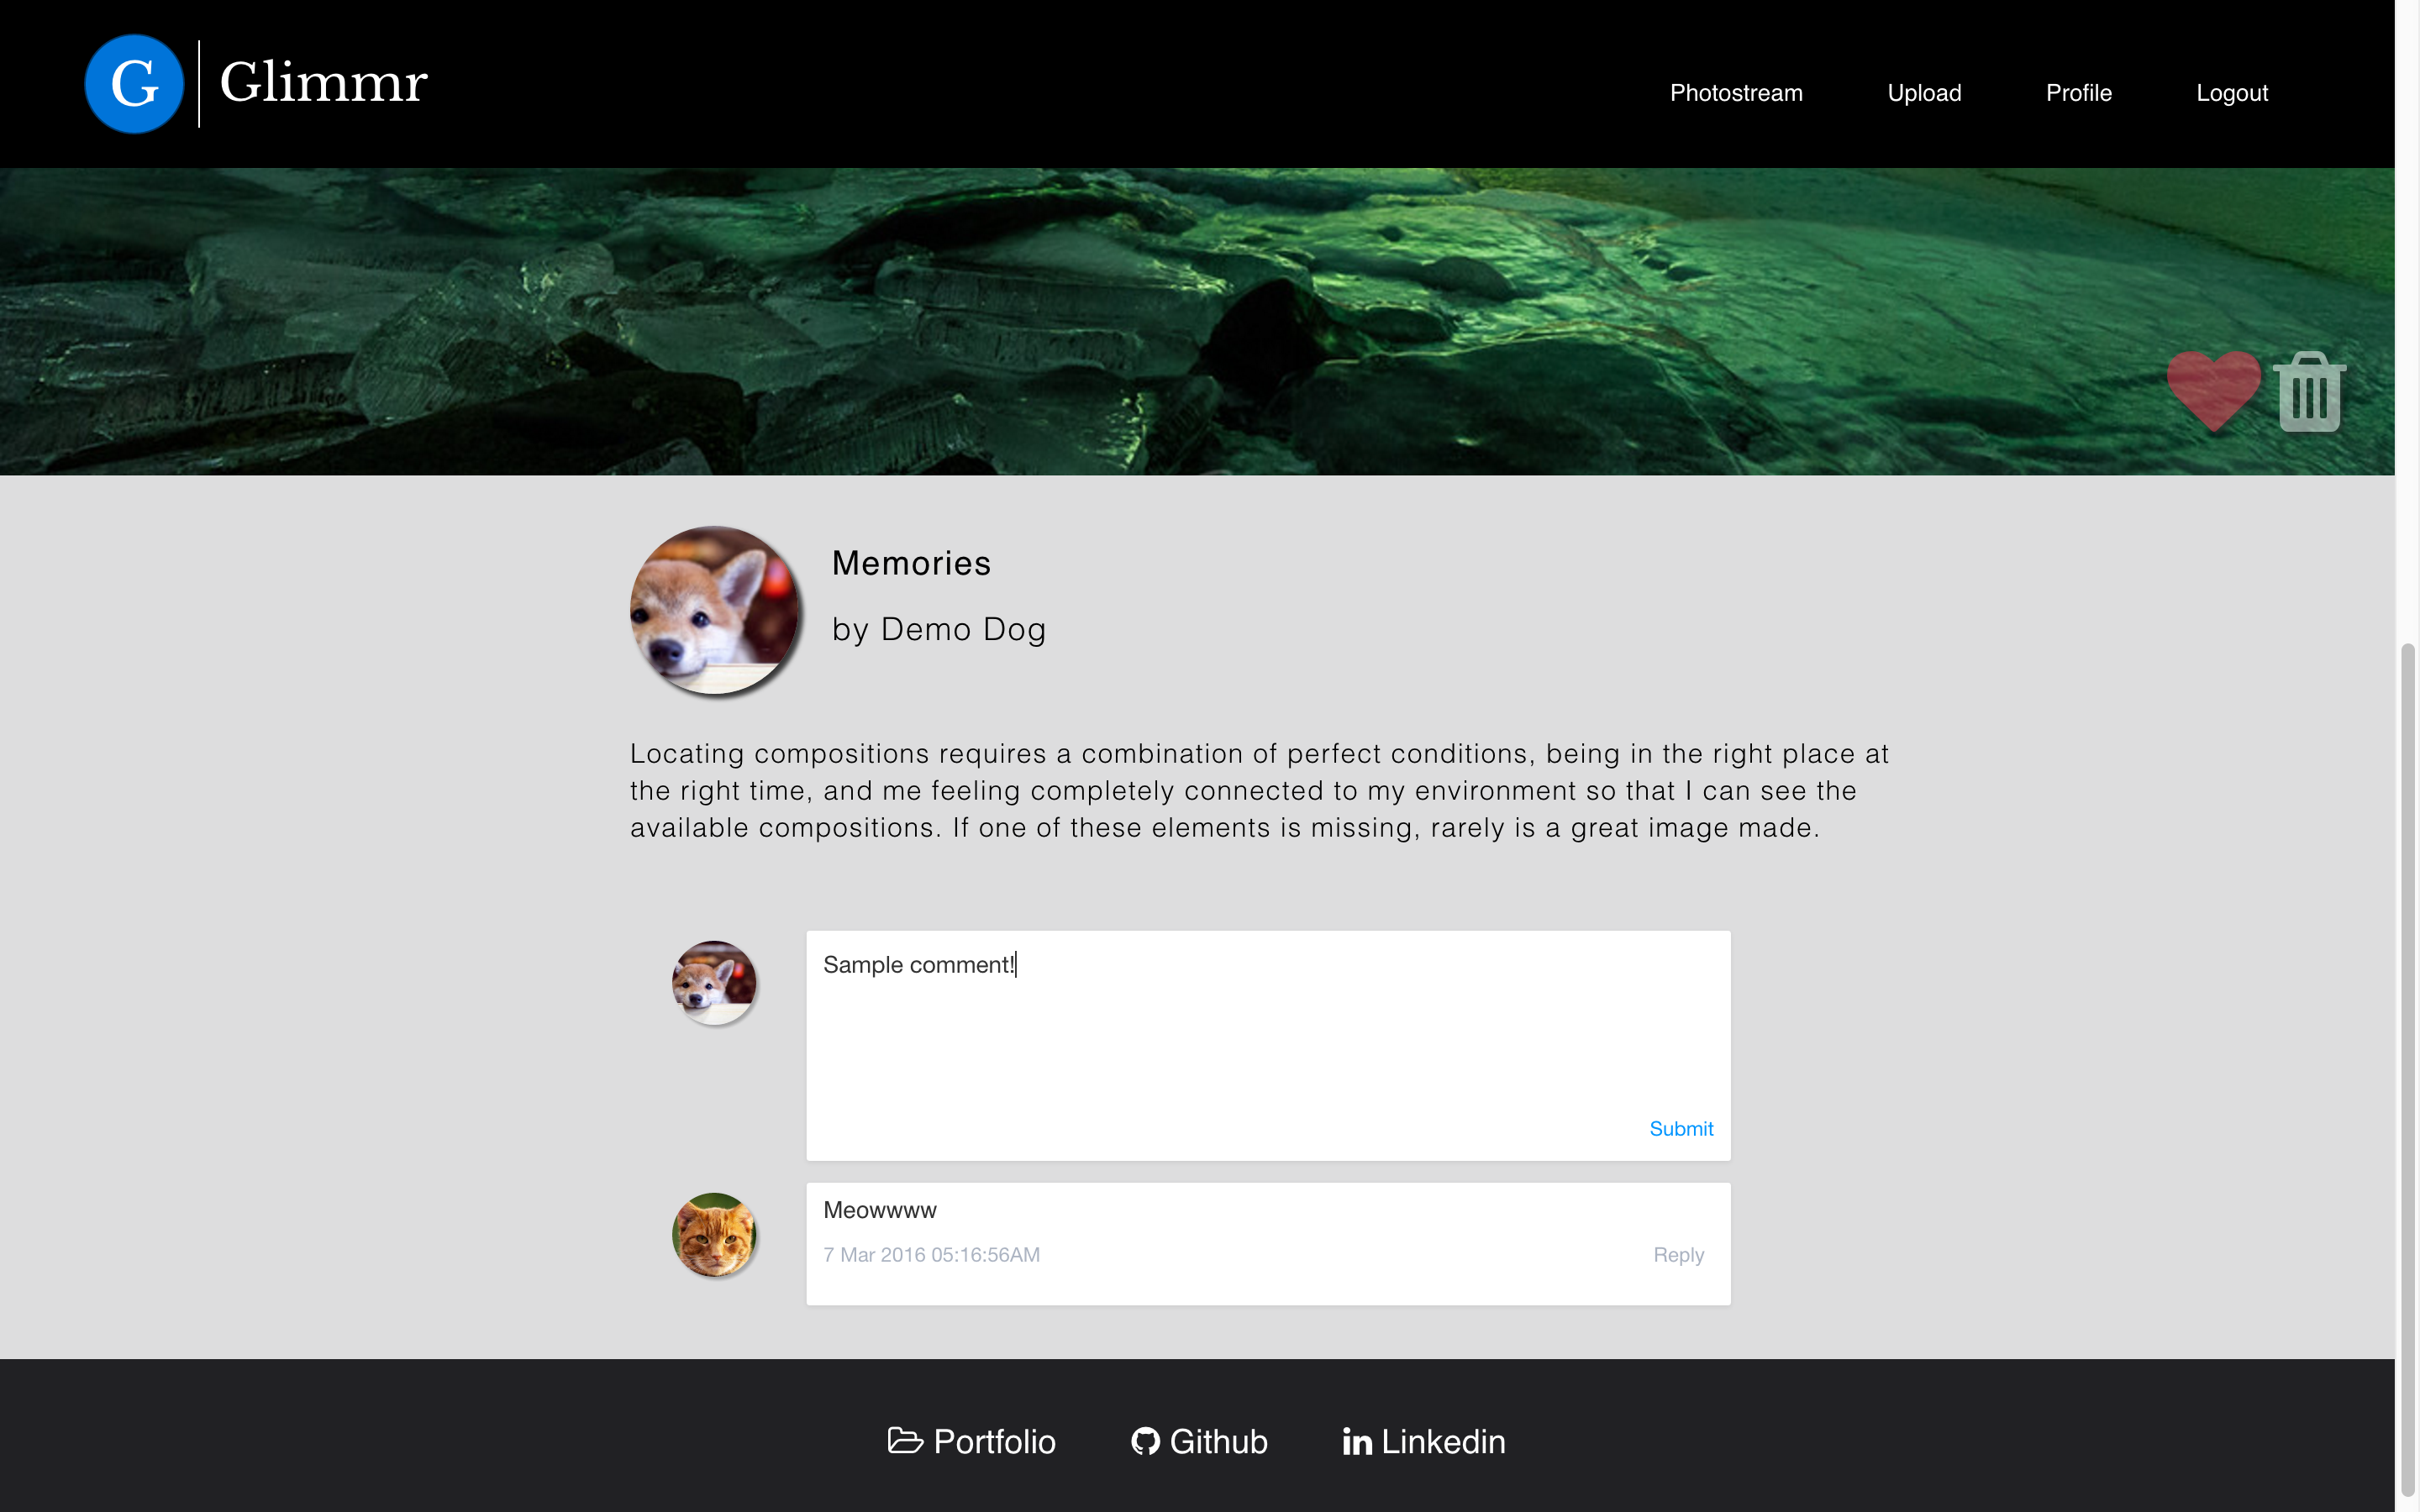 G Glimmr
Photostream Upload Profile Logout
Memories
by Demo Dog
Locating compositions requires a combination of perfect conditions, being in the right place at
the right time, and me feeling completely connected to my environment so that I can see the
available compositions. If one of these elements is missing, rarely is a great image made.
Sample comment!
Submit
Meowwww
7 Mar 2016 05:16:56AM Reply
Portfolio Github Linkedin